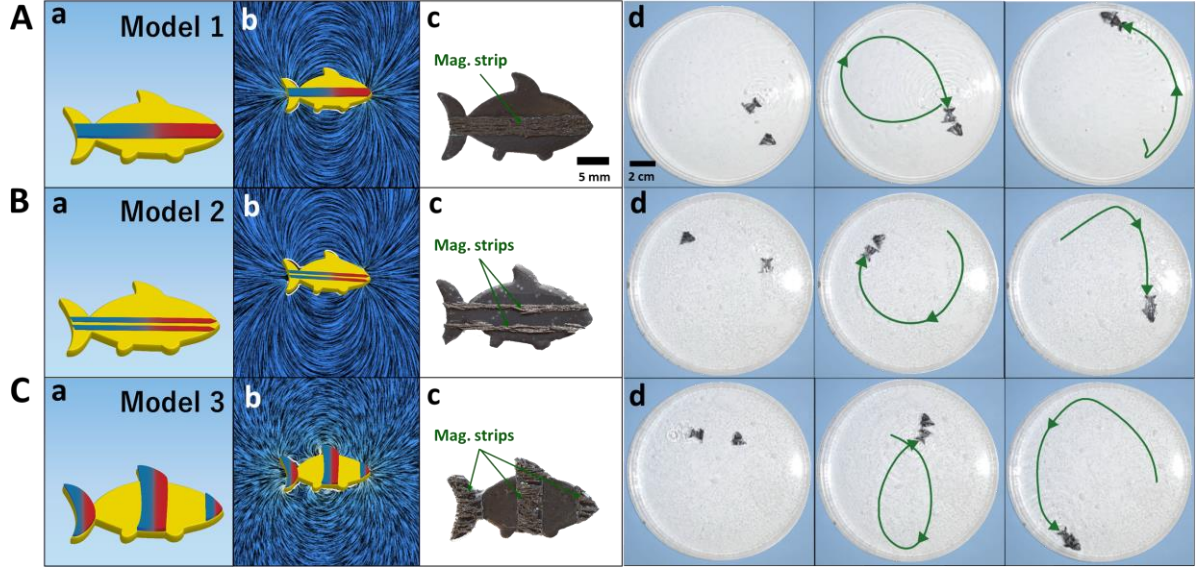 A
a
Model 1
b
c
Mag. strip
5 mm
d
2 cm
B
a
Model 2
b
c
Mag. strips
d
C
a
Model 3
b
c
Mag. strips
d